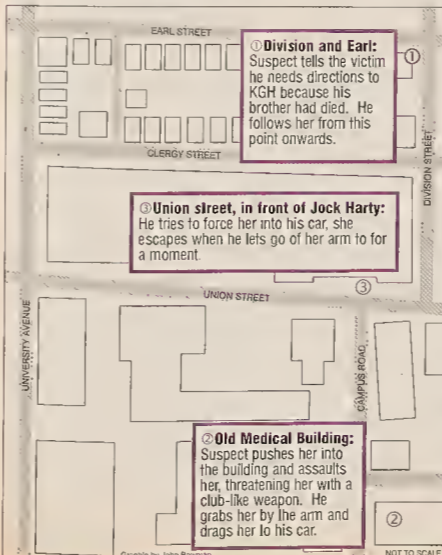 EARL STREET
①Division and Earl:
Suspect tells the victim
he needs directions to
KGH because his
brother had died. He
follows her from this
point onwards.
①
CLERGY STREET
DIVISION STREET
③Union street, in front of Jock Harty:
He tries to force her into his car, she
escapes when he lets go of her arm to for
a moment
③
UNION STREET
UNIVERSITY AVENUE
CAMPUS ROAD
②Old Medical Building:
Suspect pushes her into
the building and assaults
her, threatening her with a
club-like weapon. He
grabs her by the arm and
drags her to his car.
②
Graphic by John
NOT TO SCALE